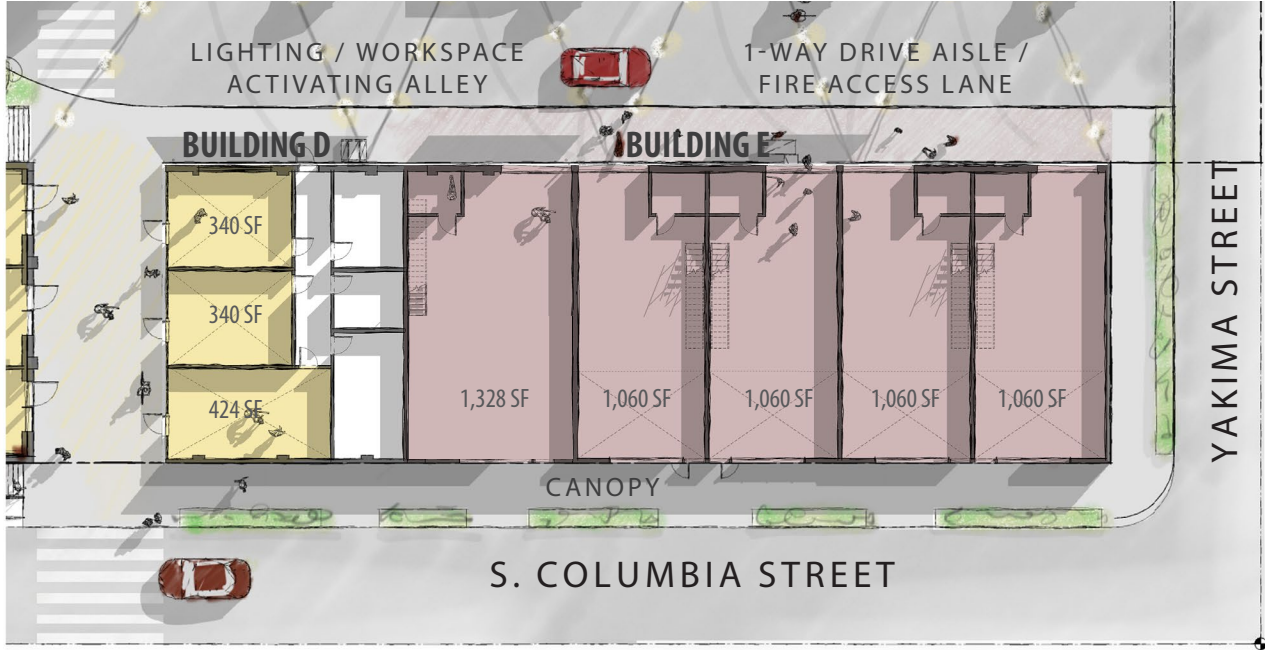 LIGHTING / WORKSPACE
ACTIVATING ALLEY
1-WAY DRIVE AISLE /
FIRE ACCESS LANE
BUILDING D
BUILDING E
340 SF
340 SF
424 SF
1,328 SF
1,060 SF
1,060 SF
1,060 SF
1,060 SF
CANOPY
S. COLUMBIA STREET
YAKIMA STREET